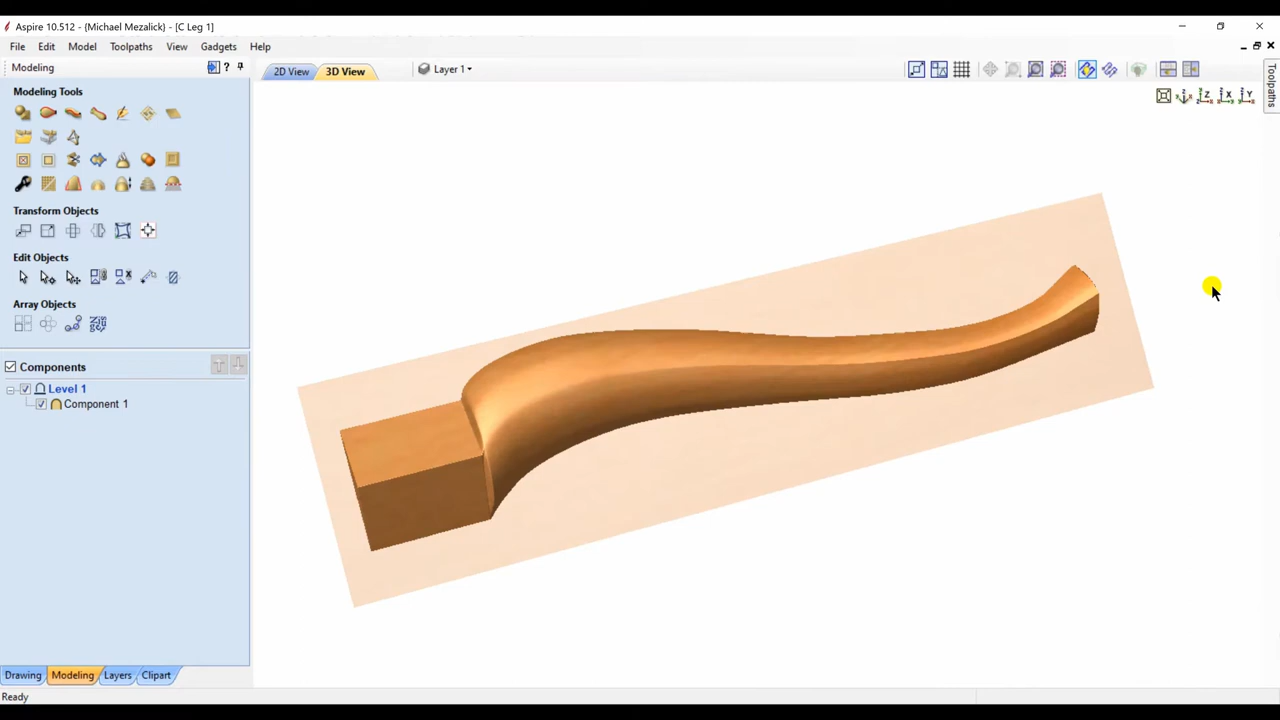 Aspire 10.512 - {Michael Mezalick} - [C Leg 1]
File Edit Model Toolpaths View Gadgets Help
Modeling
2D View 3D View Layer 1
Toolpaths
Modeling Tools
Transform Objects
Edit Objects
Array Objects
Components
Level 1
Component 1
Drawing Modeling Layers Clipart
Ready